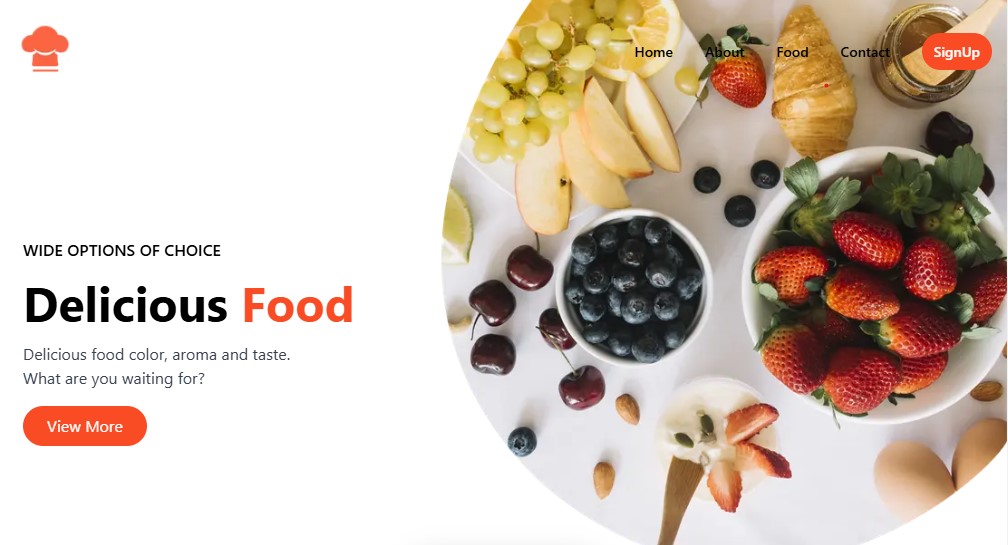 Home About Food Contact SignUp
WIDE OPTIONS OF CHOICE
Delicious Food
Delicious food color, aroma and taste.
What are you waiting for?
View More